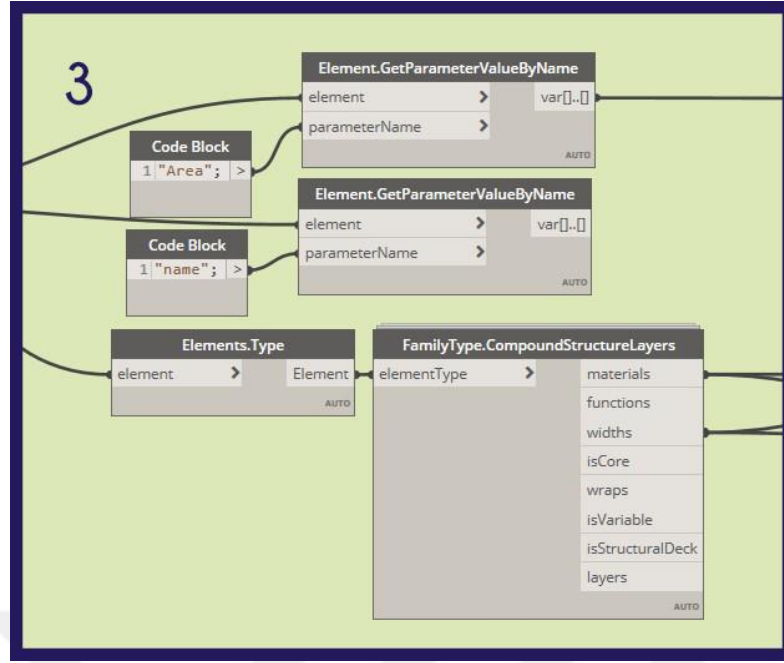 3
Element.GetParameterValueByName
element > var[]..[]
parameterName >
AUTO
Code Block
1 "Area"; >
Element.GetParameterValueByName
element > var[]..[]
parameterName >
AUTO
Code Block
1 "name"; >
Elements.Type
element > Element
AUTO
FamilyType.CompoundStructureLayers
elementType > materials
functions
widths
isCore
wraps
isVariable
isStructuralDeck
layers
AUTO